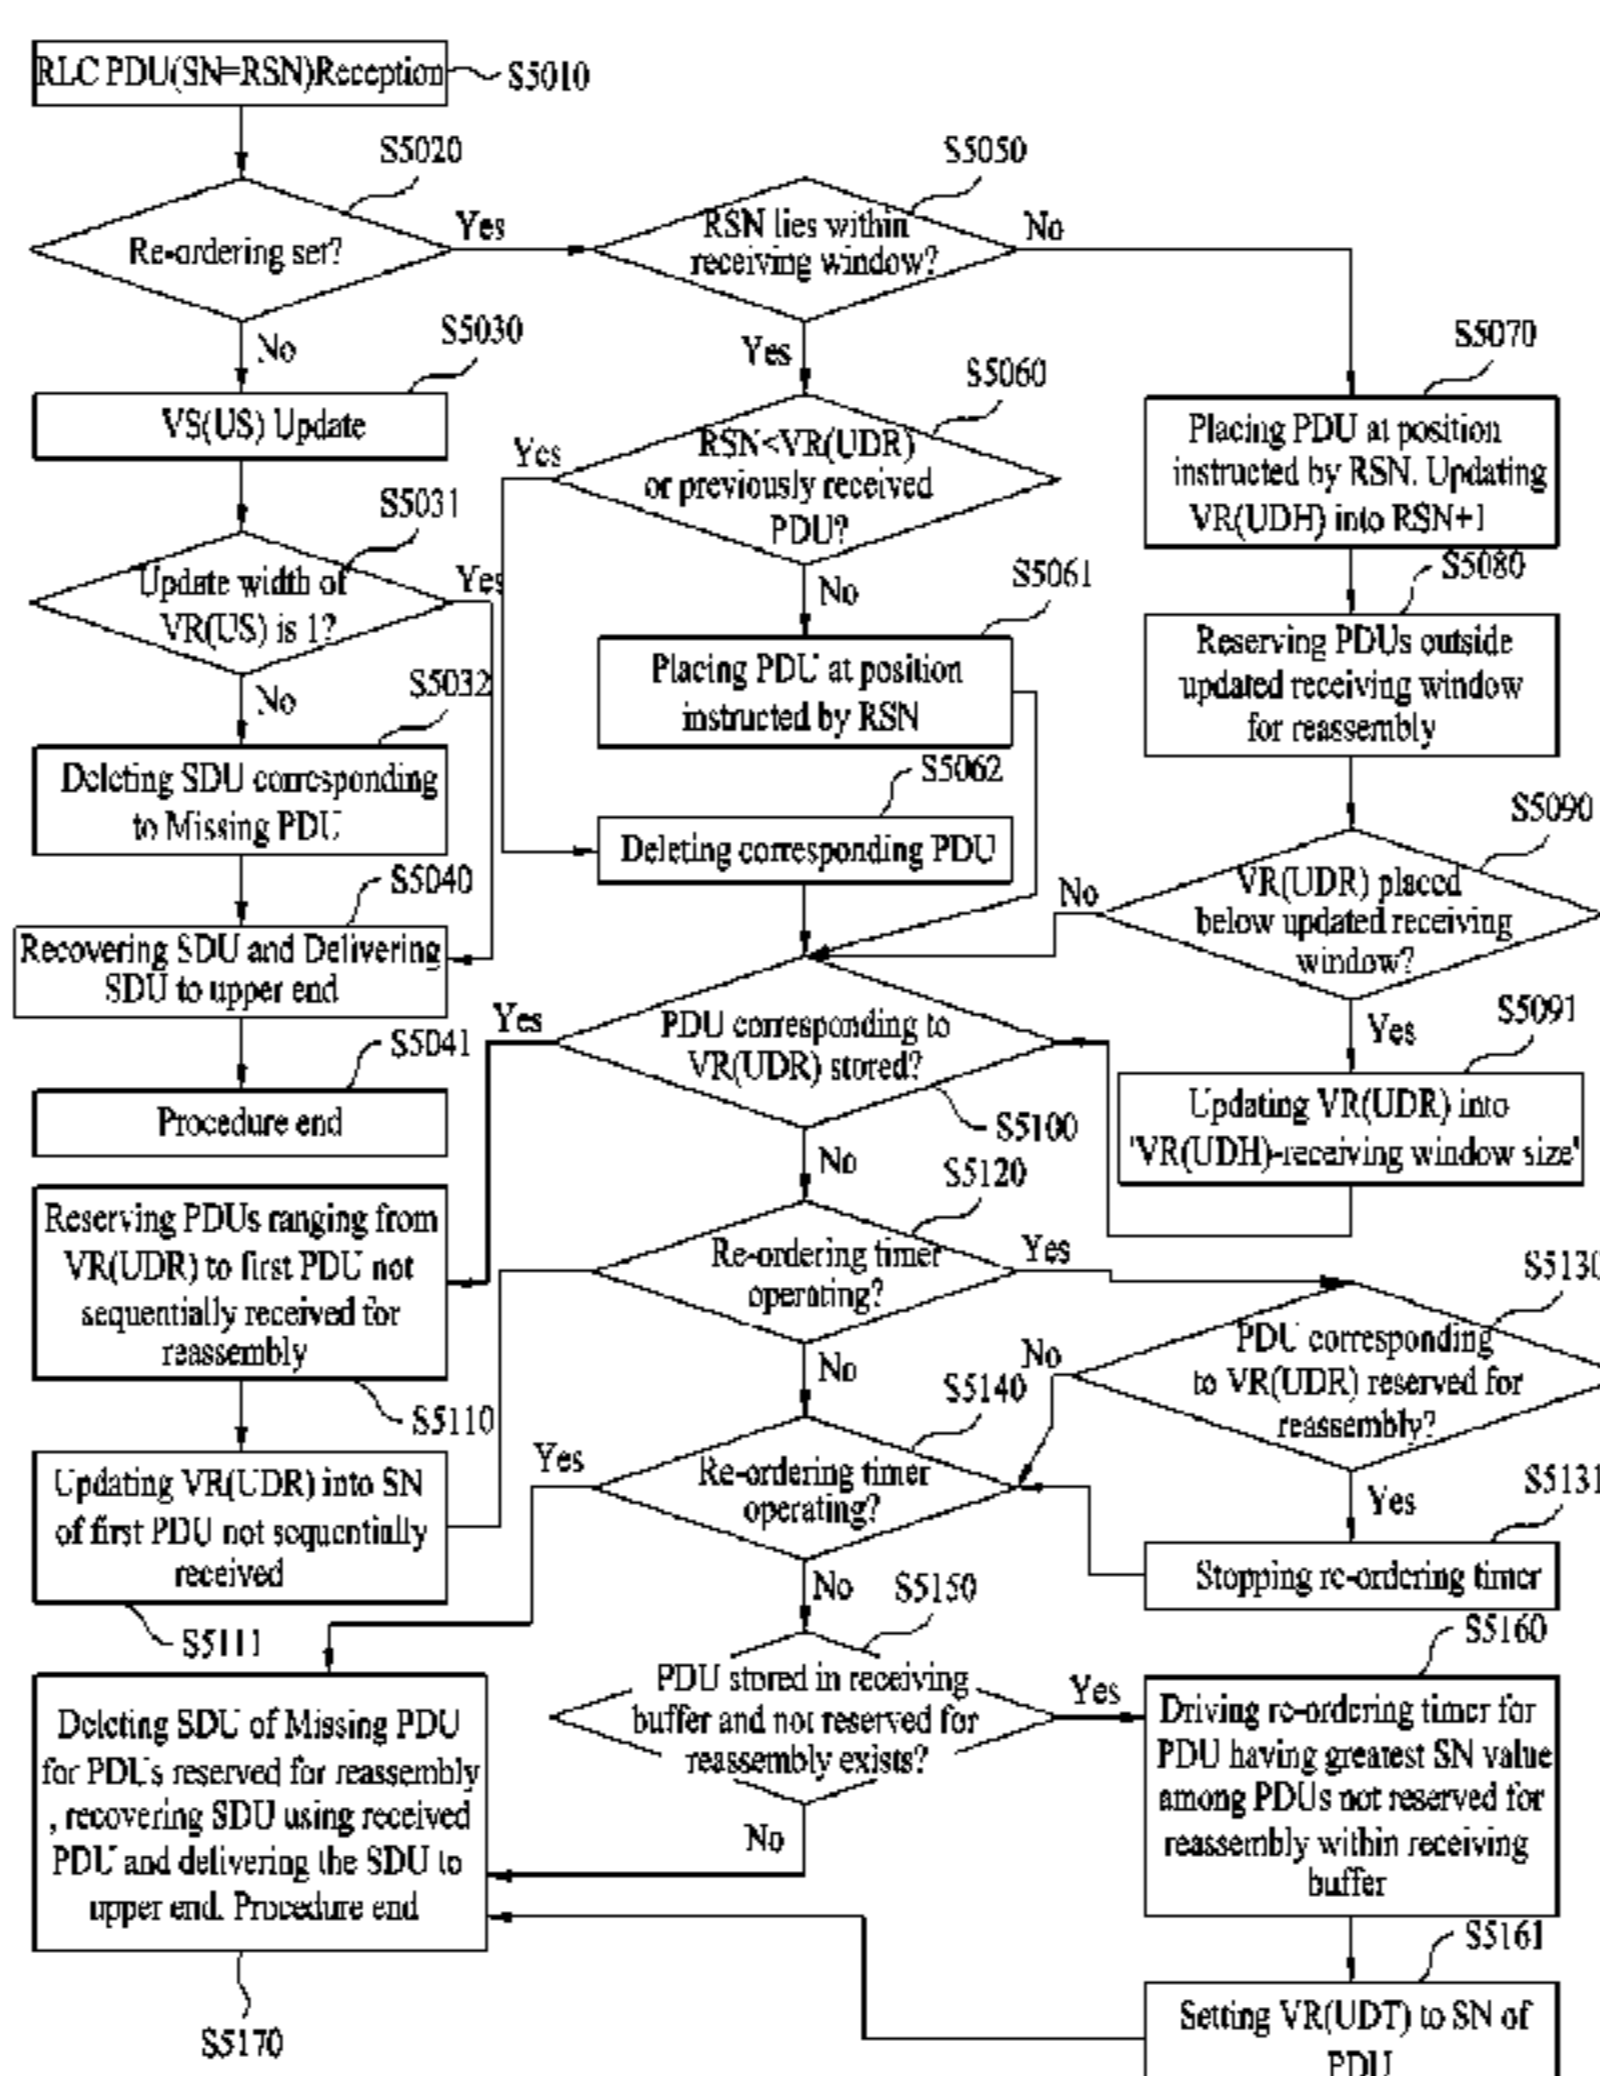 RLC PDU(SN=RSN)Reception
S5010
S5020
Re-ordering set?
Yes
No
S5050
RSN lies within
receiving window?
No
Yes
S5030
VS(US) Update
S5031
Update width of
VR(US) is 1?
Yes
No
S5032
Deleting SDU corresponding
to Missing PDU
S5040
Recovering SDU and Delivering
SDU to upper end
S5041
Procedure end
S5060
RSN<VR(UDR)
or previously received
PDU?
Yes
No
S5061
Placing PDU at position
instructed by RSN
S5062
Deleting corresponding PDU
S5070
Placing PDU at position
instructed by RSN. Updating
VR(UDH) into RSN+1
S5080
Reserving PDUs outside
updated receiving window
for reassembly
S5090
VR(UDR) placed
below updated receiving
window?
No
Yes
S5091
Updating VR(UDR) into
'VR(UDH)-receiving window size'
PDU corresponding to
VR(UDR) stored?
Yes
S5100
No
Reserving PDUs ranging from
VR(UDR) to first PDU not
sequentially received for
reassembly
S5110
Updating VR(UDR) into SN
of first PDU not sequentially
received
S5111
S5120
Re-ordering timer
operating?
Yes
No
S5130
PDU corresponding
to VR(UDR) reserved for
reassembly?
No
Yes
S5131
Stopping re-ordering timer
S5140
Re-ordering timer
operating?
Yes
No
S5150
PDU stored in receiving
buffer and not reserved for
reassembly exists?
Yes
No
S5160
Driving re-ordering timer for
PDU having greatest SN value
among PDUs not reserved for
reassembly within receiving
buffer
S5161
Setting VR(UDT) to SN of
PDU
Deleting SDU of Missing PDU
for PDUs reserved for reassembly
, recovering SDU using received
PDU and delivering the SDU to
upper end. Procedure end
S5170